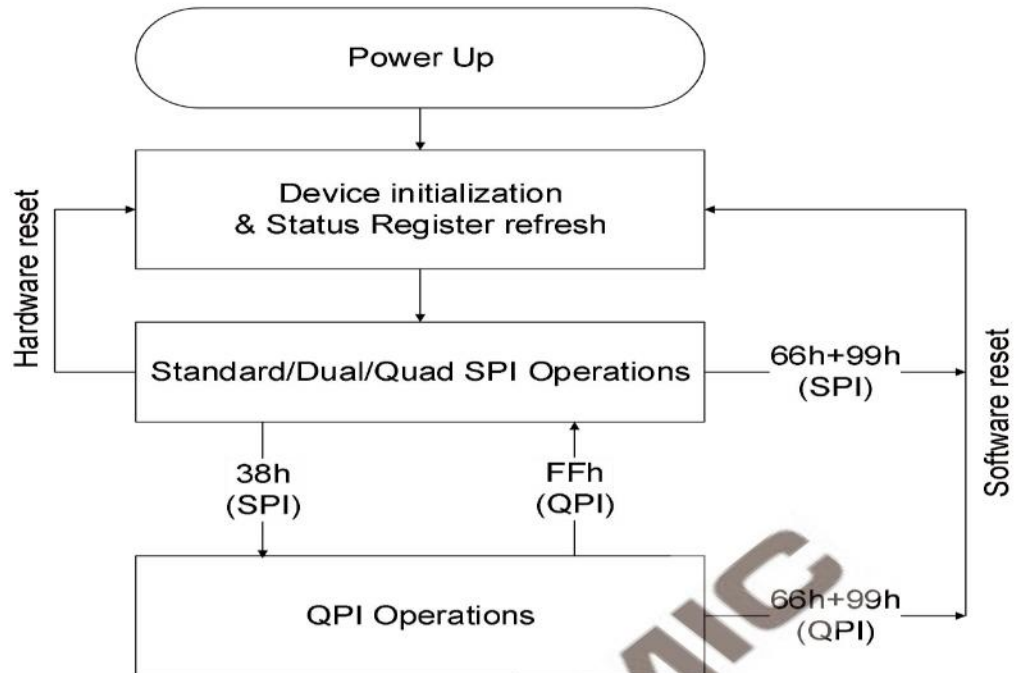 Power Up
Device initialization
& Status Register refresh
Hardware reset
Standard/Dual/Quad SPI Operations
66h+99h
(SPI)
Software reset
38h
(SPI)
FFh
(QPI)
QPI Operations
66h+99h
(QPI)
MIC